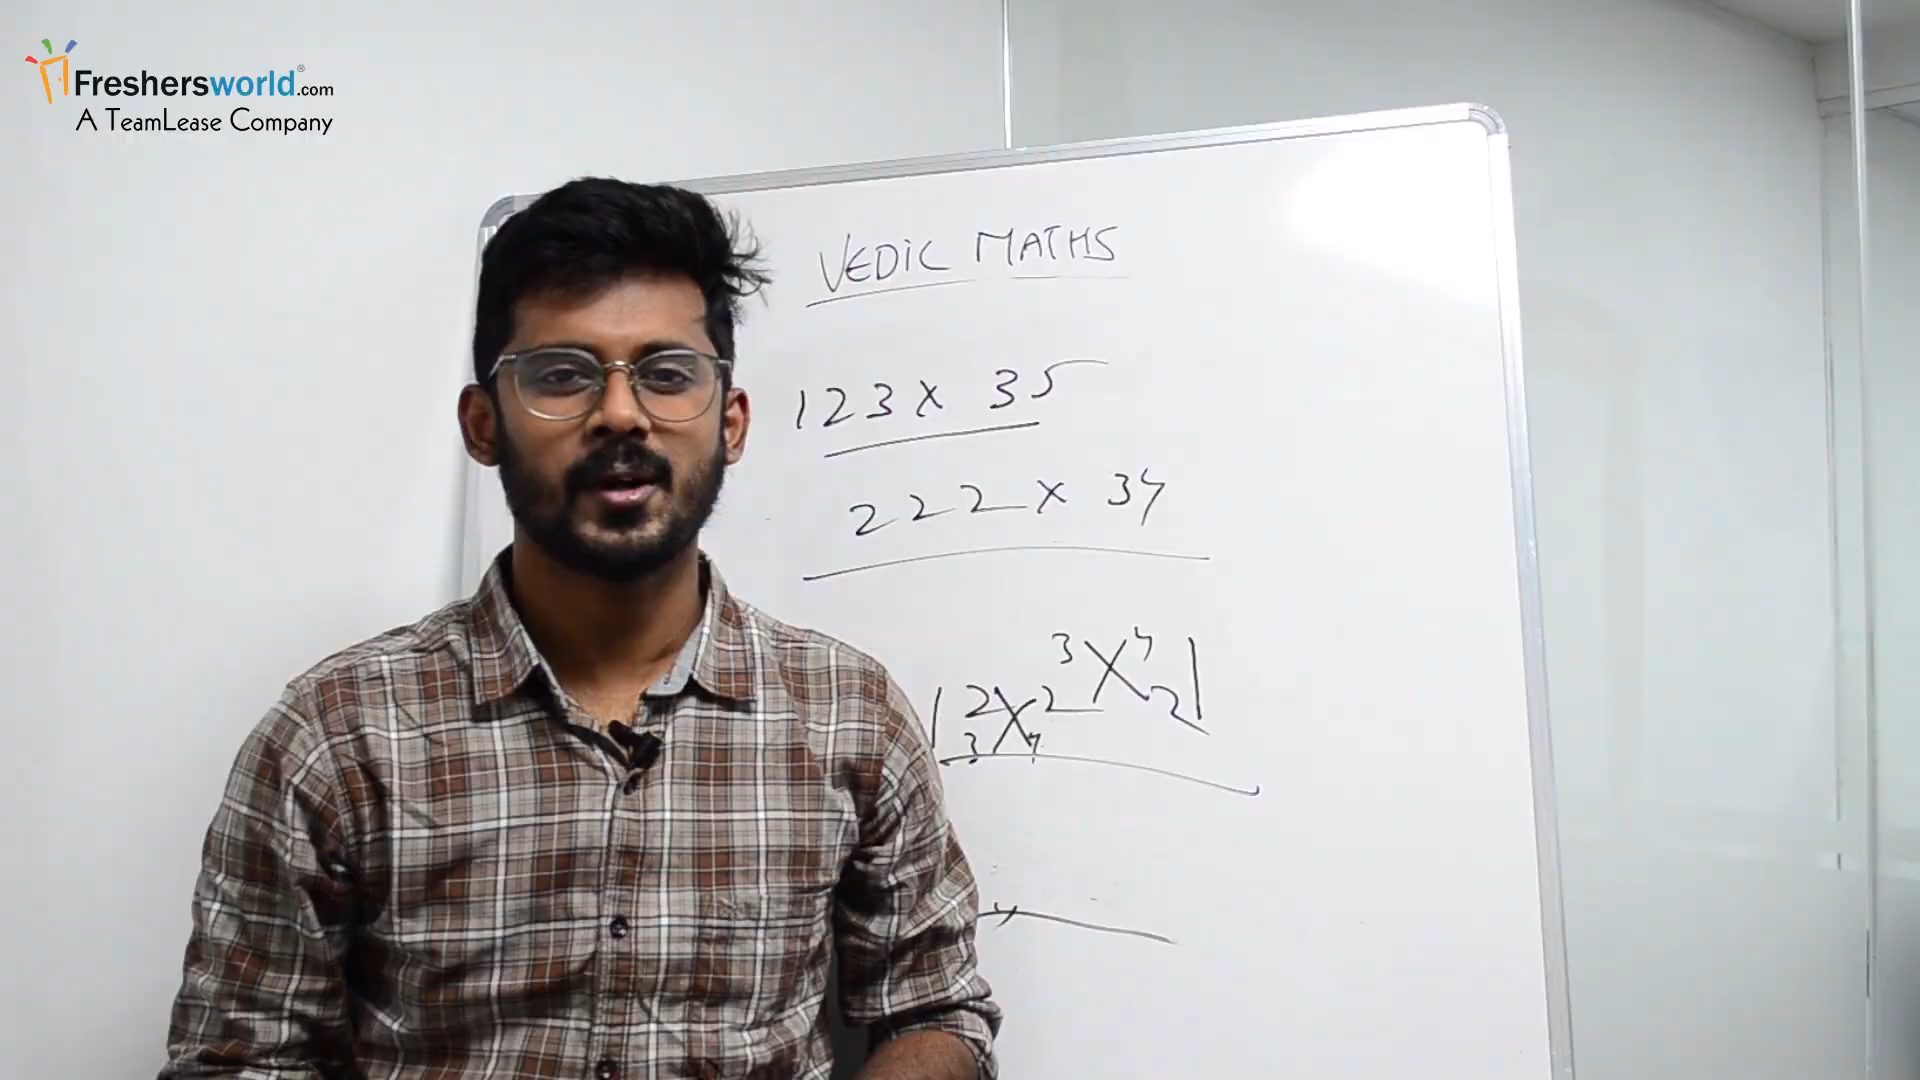 Freshersworld.com
A TeamLease Company
VEDIC MATHS
123 x 35
222 x 34